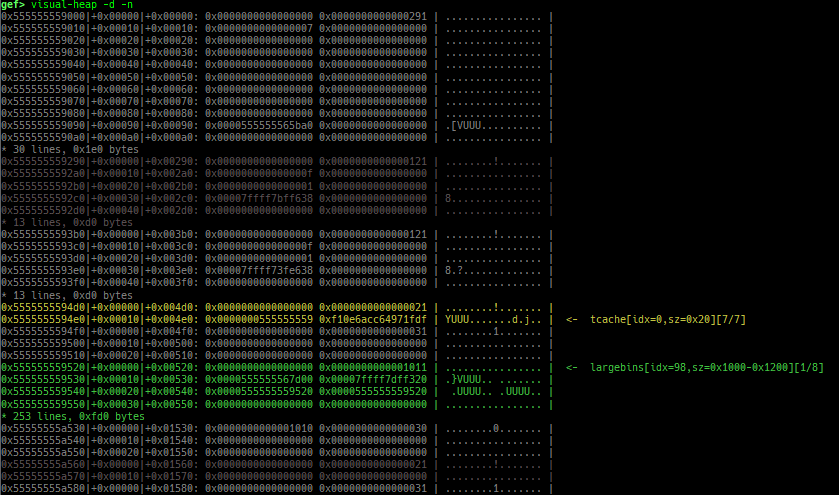 gef> visual-heap -d -n
0x555555559000|+0x00000|+0x00000: 0x0000000000000000 0x0000000000000291 | ................ |
0x555555559010|+0x00010|+0x00010: 0x0000000000000007 0x0000000000000000 | ................ |
0x555555559020|+0x00020|+0x00020: 0x0000000000000000 0x0000000000000000 | ................ |
0x555555559030|+0x00030|+0x00030: 0x0000000000000000 0x0000000000000000 | ................ |
0x555555559040|+0x00040|+0x00040: 0x0000000000000000 0x0000000000000000 | ................ |
0x555555559050|+0x00050|+0x00050: 0x0000000000000000 0x0000000000000000 | ................ |
0x555555559060|+0x00060|+0x00060: 0x0000000000000000 0x0000000000000000 | ................ |
0x555555559070|+0x00070|+0x00070: 0x0000000000000000 0x0000000000000000 | ................ |
0x555555559080|+0x00080|+0x00080: 0x0000000000000000 0x0000000000000000 | ................ |
0x555555559090|+0x00090|+0x00090: 0x0000555555565ba0 0x0000000000000000 | .[VUUU.......... |
0x5555555590a0|+0x000a0|+0x000a0: 0x0000000000000000 0x0000000000000000 | ................ |
* 30 lines, 0x1e0 bytes
0x555555559290|+0x00000|+0x00290: 0x0000000000000000 0x0000000000000121 | ........!....... |
0x5555555592a0|+0x00010|+0x002a0: 0x000000000000000f 0x0000000000000000 | ................ |
0x5555555592b0|+0x00020|+0x002b0: 0x0000000000000001 0x0000000000000000 | ................ |
0x5555555592c0|+0x00030|+0x002c0: 0x00007ffff7bff638 0x0000000000000000 | 8............... |
0x5555555592d0|+0x00040|+0x002d0: 0x0000000000000000 0x0000000000000000 | ................ |
* 13 lines, 0xd0 bytes
0x5555555593b0|+0x00000|+0x003b0: 0x0000000000000000 0x0000000000000121 | ........!....... |
0x5555555593c0|+0x00010|+0x003c0: 0x000000000000000f 0x0000000000000000 | ................ |
0x5555555593d0|+0x00020|+0x003d0: 0x0000000000000001 0x0000000000000000 | ................ |
0x5555555593e0|+0x00030|+0x003e0: 0x00007ffff73fe638 0x0000000000000000 | 8.?............. |
0x5555555593f0|+0x00040|+0x003f0: 0x0000000000000000 0x0000000000000000 | ................ |
* 13 lines, 0xd0 bytes
0x5555555594d0|+0x00000|+0x004d0: 0x0000000000000000 0x0000000000000021 | ........!....... |
0x5555555594e0|+0x00010|+0x004e0: 0x0000000555555559 0xf10e6acc64971fdf | YUUU.......d.j.. | <- tcache[idx=0,sz=0x20][7/7]
0x5555555594f0|+0x00000|+0x004f0: 0x0000000000000000 0x0000000000000031 | ........1....... |
0x555555559500|+0x00010|+0x00500: 0x0000000000000000 0x0000000000000000 | ................ |
0x555555559510|+0x00020|+0x00510: 0x0000000000000000 0x0000000000000000 | ................ |
0x555555559520|+0x00000|+0x00520: 0x0000000000000000 0x0000000000001011 | ................ | <- largebins[idx=98,sz=0x1000-0x1200][1/8]
0x555555559530|+0x00010|+0x00530: 0x0000555555567d00 0x00007ffff7dff320 | .}VUUU.. ....... |
0x555555559540|+0x00020|+0x00540: 0x0000555555559520 0x0000555555559520 |  .UUUU.. .UUUU.. |
0x555555559550|+0x00030|+0x00550: 0x0000000000000000 0x0000000000000000 | ................ |
* 253 lines, 0xfd0 bytes
0x55555555a530|+0x00000|+0x01530: 0x0000000000001010 0x0000000000000030 | ........0....... |
0x55555555a540|+0x00010|+0x01540: 0x0000000000000000 0x0000000000000000 | ................ |
0x55555555a550|+0x00020|+0x01550: 0x0000000000000000 0x0000000000000000 | ................ |
0x55555555a560|+0x00000|+0x01560: 0x0000000000000000 0x0000000000000021 | ........!....... |
0x55555555a570|+0x00010|+0x01570: 0x0000000000000000 0x0000000000000000 | ................ |
0x55555555a580|+0x00000|+0x01580: 0x0000000000000000 0x0000000000000031 | ........1....... |